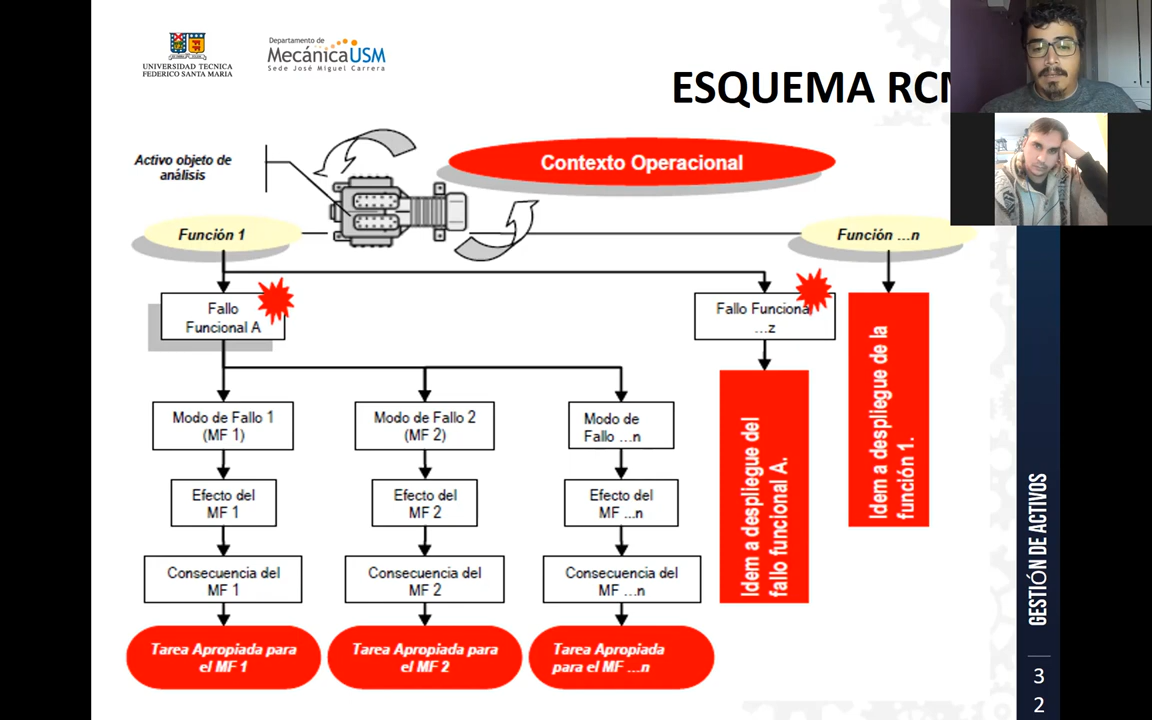 UNIVERSIDAD TECNICA
FEDERICO SANTA MARIA
Departamento de
MecánicaUSM
Sede José Miguel Carrera
ESQUEMA
Activo objeto de
análisis
Contexto Operacional
Función 1
Función ...n
Fallo
Funcional A
Fallo Funciona
...z
Modo de Fallo 1
(MF 1)
Modo de Fallo 2
(MF 2)
Modo de
Fallo ...n
Efecto del
MF 1
Efecto del
MF 2
Efecto del
MF ...n
Consecuencia del
MF 1
Consecuencia del
MF 2
Consecuencia del
MF ...n
Tarea Apropiada para
el MF 1
Tarea Apropiada para
el MF 2
Tarea Apropiada
para el MF ...n
Idem a despliegue del
fallo funcional A.
Idem a despliegue de la
función 1.
GESTIÓN DE ACTIVOS
3
2